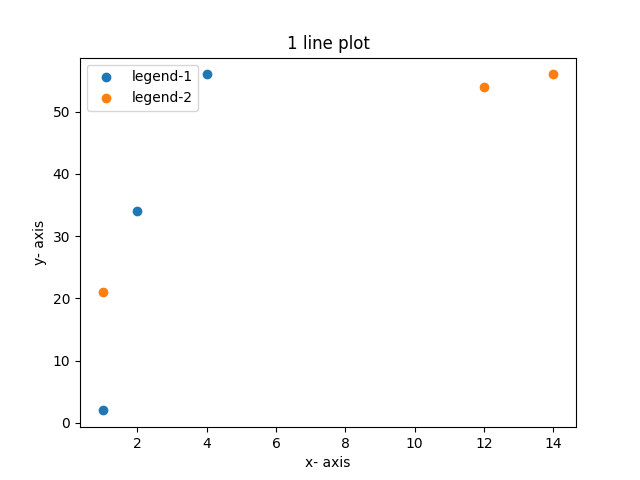 1 line plot
legend-1
legend-2
50
40
30
20
10
0
y- axis
2 4 6 8 10 12 14
x- axis